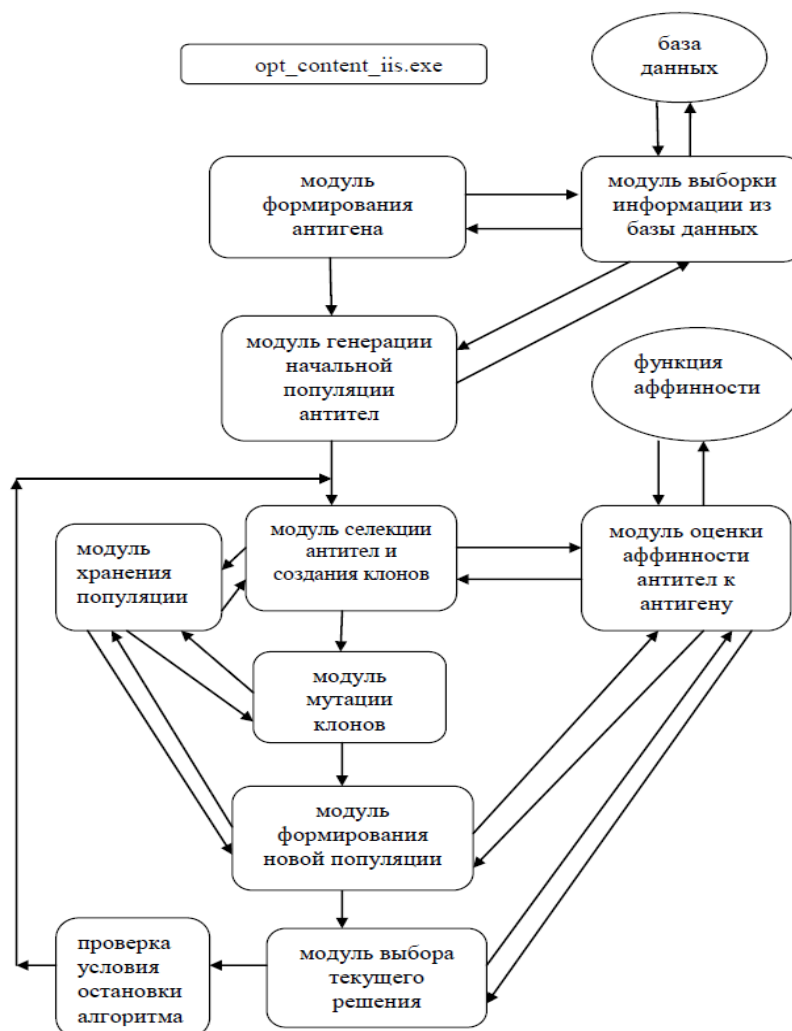 opt_content_iis.exe
база
данных
модуль
формирования
антигена
модуль выборки
информации из
базы данных
модуль генерации
начальной
популяции
антител
функция
аффинности
модуль
хранения
популяции
модуль селекции
антител и
создания клонов
модуль оценки
аффинности
антител к
антигену
модуль
мутации
клонов
модуль
формирования
новой популяции
проверка
условия
остановки
алгоритма
модуль выбора
текущего
решения